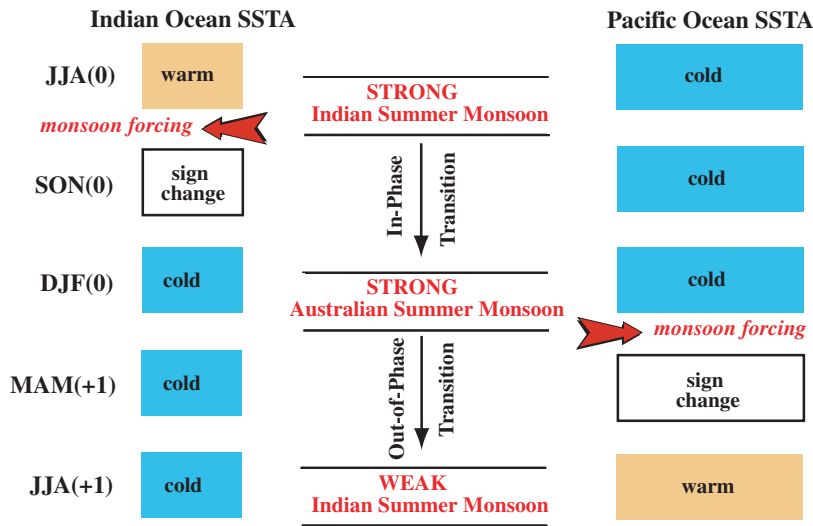 Indian Ocean SSTA
Pacific Ocean SSTA
JJA(0)
warm
STRONG
Indian Summer Monsoon
cold
monsoon forcing
SON(0)
sign
change
In-Phase
Transition
cold
DJF(0)
cold
STRONG
Australian Summer Monsoon
cold
monsoon forcing
MAM(+1)
cold
Out-of-Phase
Transition
sign
change
JJA(+1)
cold
WEAK
Indian Summer Monsoon
warm